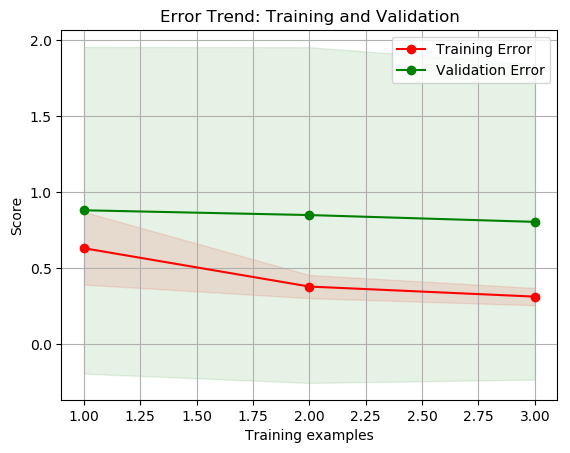 Error Trend: Training and Validation
2.0
1.5
1.0
0.5
0.0
Score
Training Error
Validation Error
1.00 1.25 1.50 1.75 2.00 2.25 2.50 2.75 3.00
Training examples